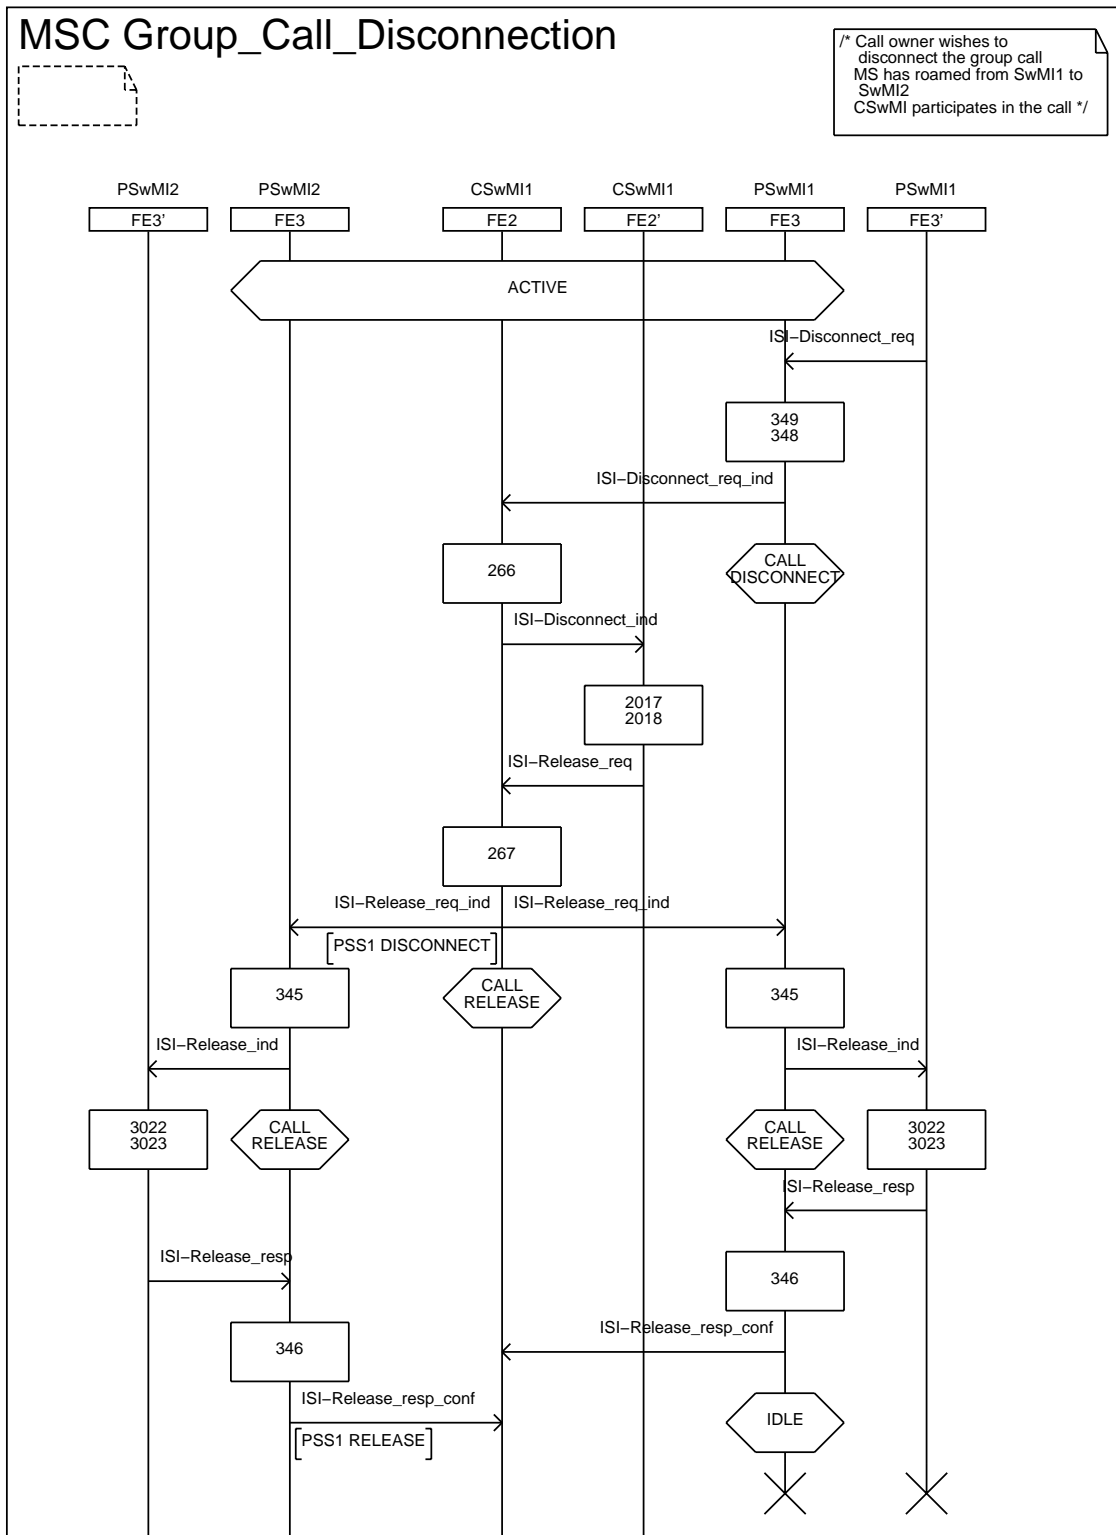 MSC Group_Call_Disconnection
/* Call owner wishes to
disconnect the group call
MS has roamed from SwMI1 to
SwMI2
CSwMI participates in the call */
PSwMI2 PSwMI2 CSwMI1 CSwMI1 PSwMI1 PSwMI1
FE3' FE3 FE2 FE2' FE3 FE3'
ACTIVE
ISI−Disconnect_req
349
348
ISI−Disconnect_req_ind
266
CALL
DISCONNECT
ISI−Disconnect_ind
2017
2018
ISI−Release_req
267
ISI−Release_req_ind ISI−Release_req_ind
PSS1 DISCONNECT
345
CALL
RELEASE
345
ISI−Release_ind ISI−Release_ind
3022
3023
CALL
RELEASE
CALL
RELEASE
3022
3023
ISI−Release_resp
ISI−Release_resp
346
ISI−Release_resp_conf
346
ISI−Release_resp_conf
PSS1 RELEASE
IDLE